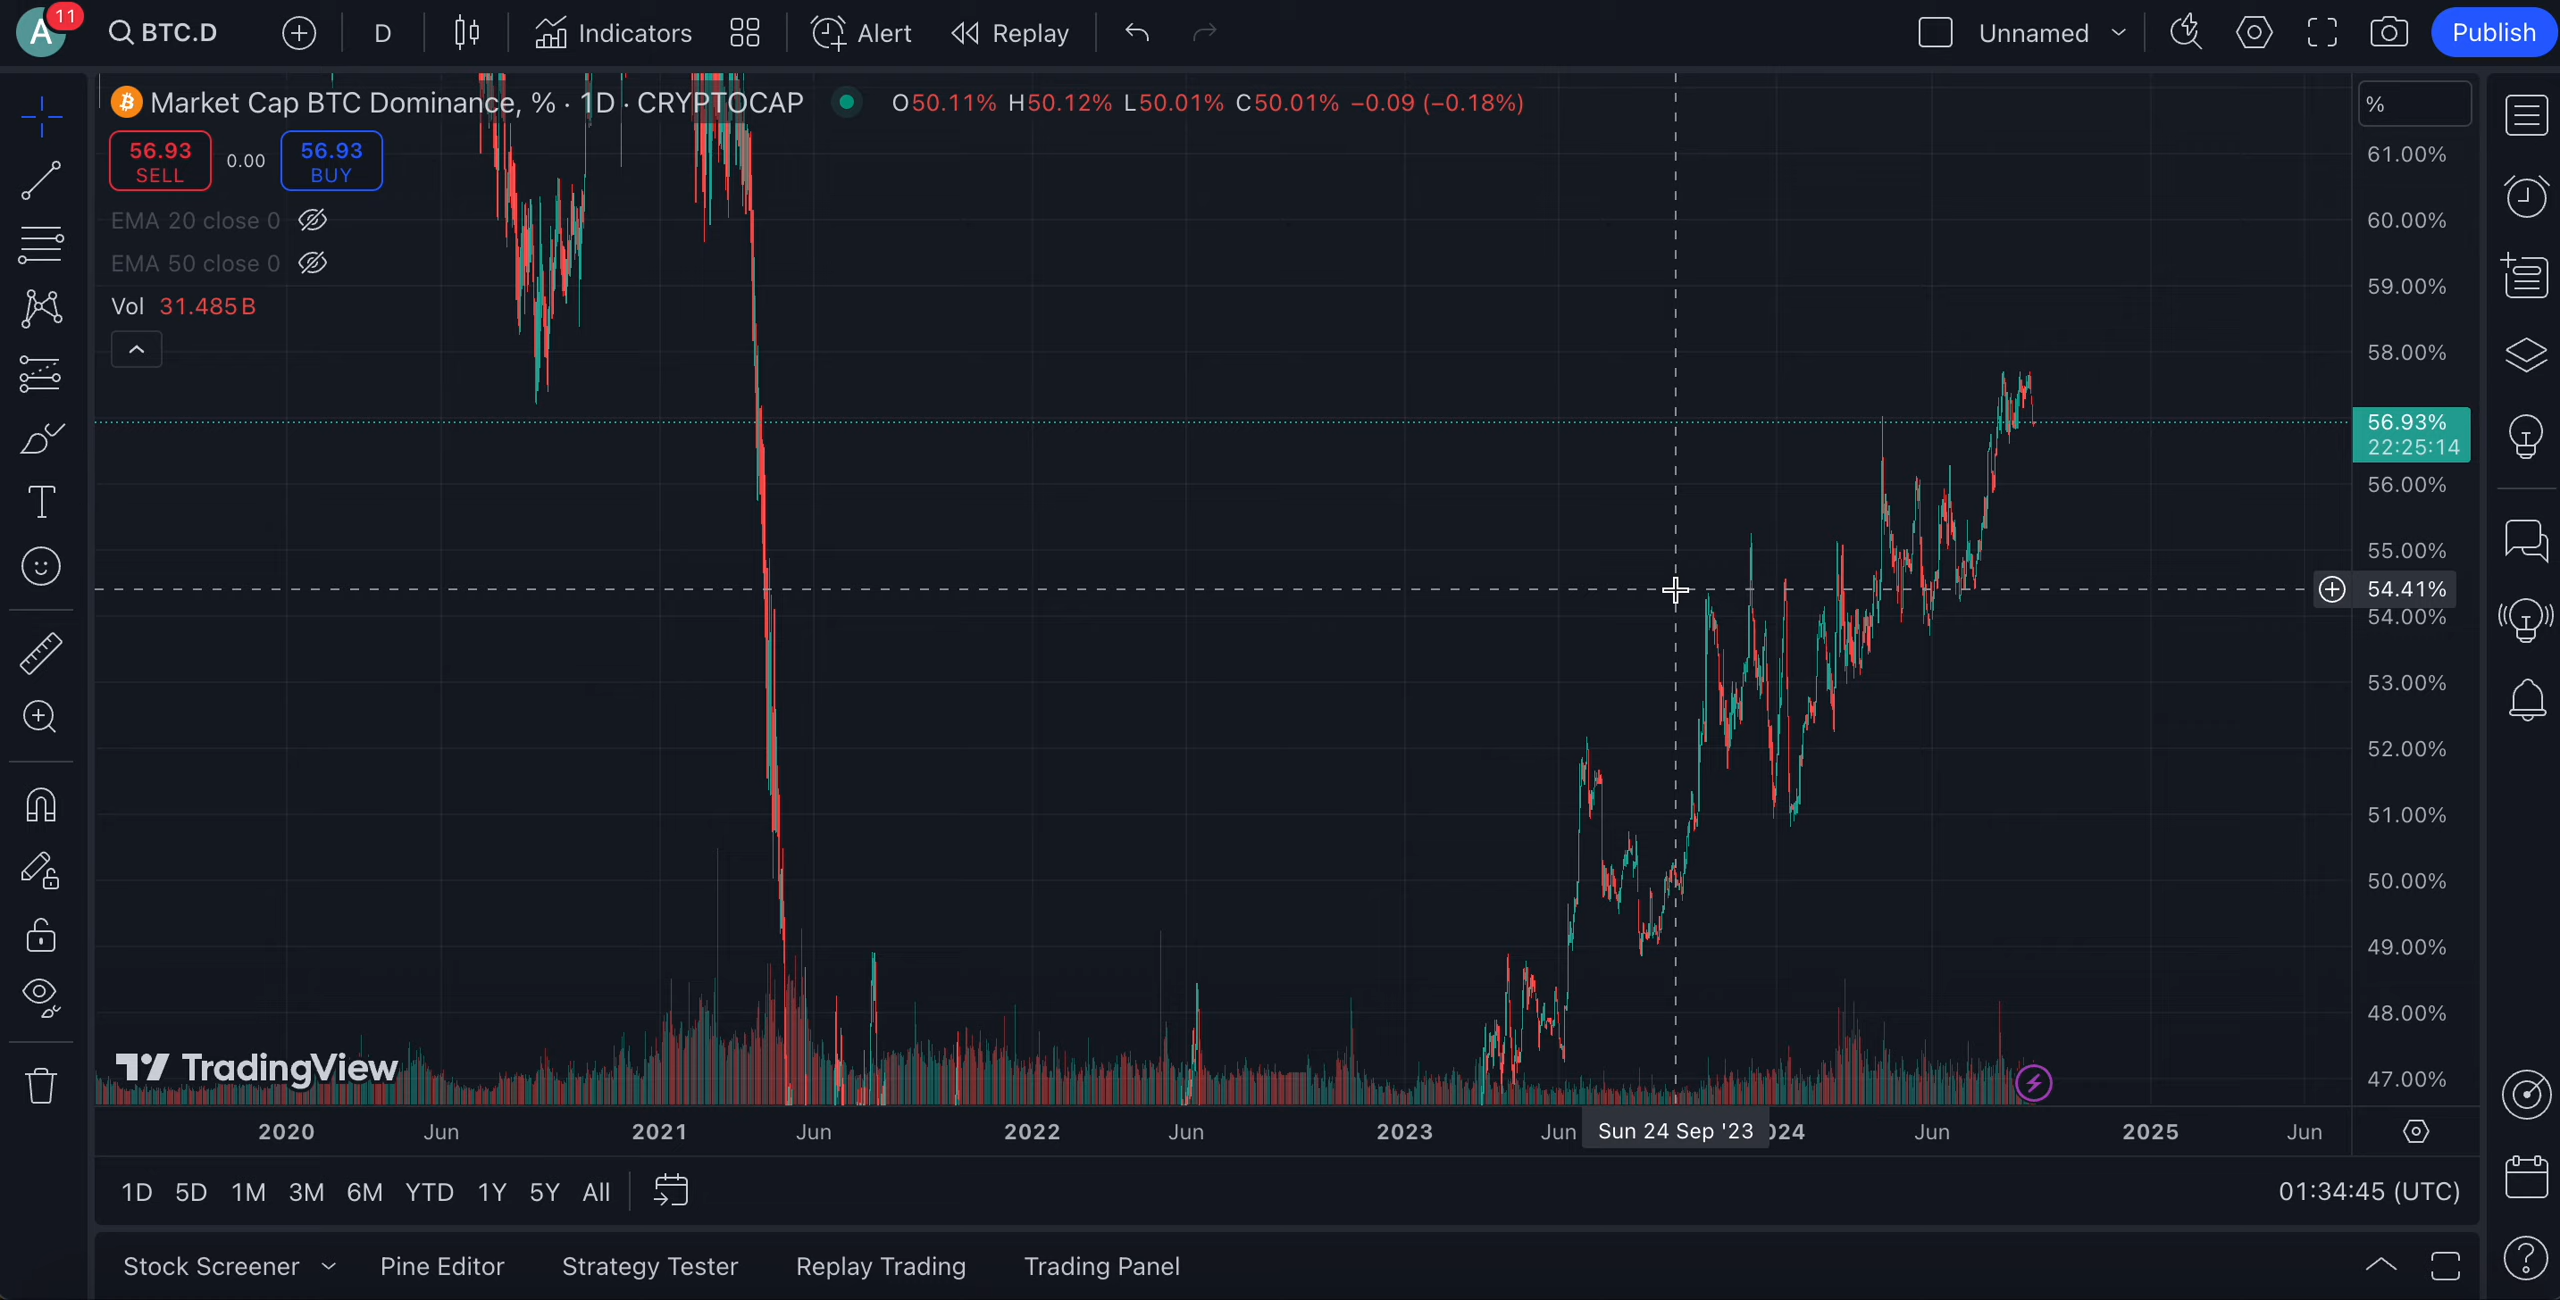 A 11 BTC.D D Indicators Alert Replay Unnamed Publish
Market Cap BTC Dominance, % · 1D · CRYPTOCAP O50.11% H50.12% L50.01% C50.01% −0.09 (−0.18%)
%
56.93 SELL
0.00
56.93 BUY
EMA 20 close 0
EMA 50 close 0
Vol 31.485B
61.00%
60.00%
59.00%
58.00%
56.93%
22:25:14
56.00%
55.00%
54.41%
54.00%
53.00%
52.00%
51.00%
50.00%
49.00%
48.00%
47.00%
TradingView
2020 Jun 2021 Jun 2022 Jun 2023 Jun Sun 24 Sep '23 024 Jun 2025 Jun
1D 5D 1M 3M 6M YTD 1Y 5Y All 01:34:45 (UTC)
Stock Screener Pine Editor Strategy Tester Replay Trading Trading Panel